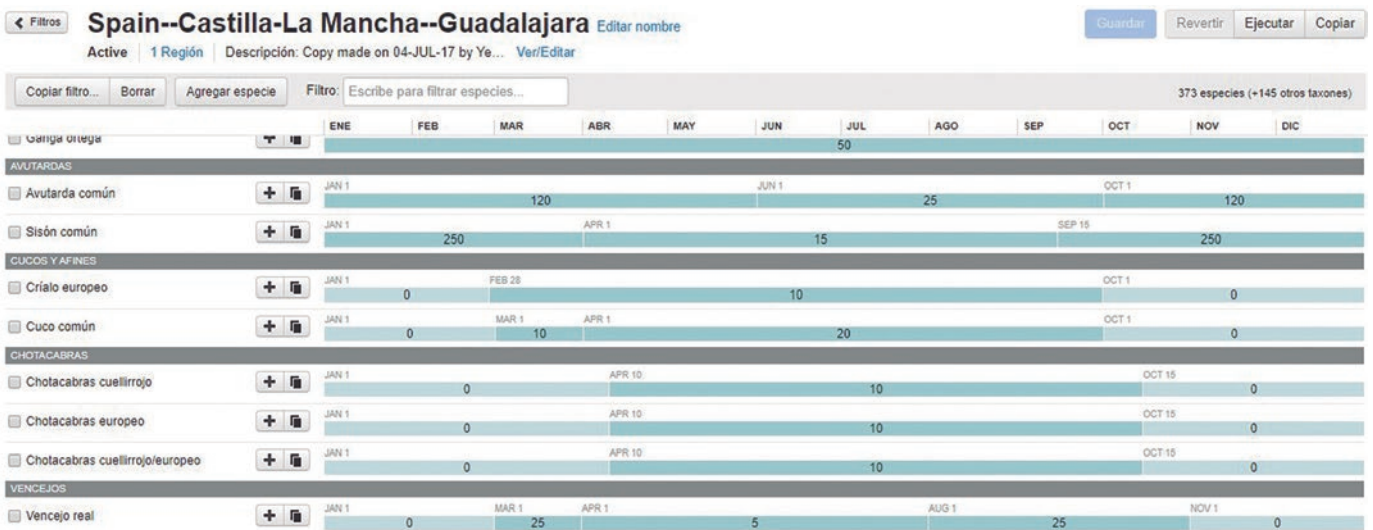 Filtros
Spain--Castilla-La Mancha--Guadalajara Editar nombre
Guardar Revertir Ejecutar Copiar
Active 1 Región Descripción: Copy made on 04-JUL-17 by Ye... Ver/Editar
Copiar filtro... Borrar Agregar especie Filtro: Escribe para filtrar especies... 373 especies (+145 otros taxones)
ENE FEB MAR ABR MAY JUN JUL AGO SEP OCT NOV DIC
Ganga ortega 50
AVUTARDAS
JAN 1 JUN 1 OCT 1
Avutarda común 120 25 120
JAN 1 APR 1 SEP 15
Sisón común 250 15 250
CUCOS Y AFINES
JAN 1 FEB 28 OCT 1
Críalo europeo 0 10 0
JAN 1 MAR 1 APR 1 OCT 1
Cuco común 0 10 20 0
CHOTACABRAS
JAN 1 APR 10 OCT 15
Chotacabras cuellirrojo 0 10 0
JAN 1 APR 10 OCT 15
Chotacabras europeo 0 10 0
JAN 1 APR 10 OCT 15
Chotacabras cuellirrojo/europeo 0 10 0
VENCEJOS
JAN 1 MAR 1 APR 1 AUG 1 NOV 1
Vencejo real 0 25 5 25 0